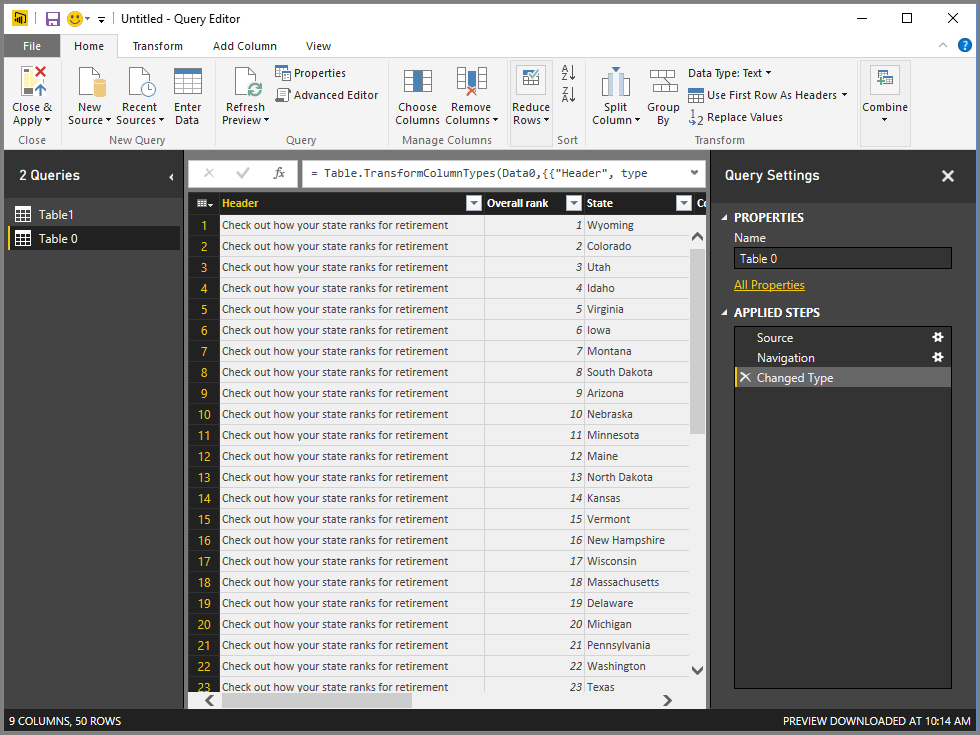 Untitled - Query Editor
File Home Transform Add Column View
Close & Apply
Close
New Source
Recent Sources
Enter Data
New Query
Refresh Preview
Properties
Advanced Editor
Query
Choose Columns
Remove Columns
Manage Columns
Reduce Rows
A Z
Z A
Sort
Split Column
Group By
Data Type: Text
Use First Row As Headers
1 2 Replace Values
Transform
Combine
2 Queries
Table1
Table 0
fx = Table.TransformColumnTypes(Data0,{{"Header", type
Header Overall rank State Co
1 Check out how your state ranks for retirement 1 Wyoming
2 Check out how your state ranks for retirement 2 Colorado
3 Check out how your state ranks for retirement 3 Utah
4 Check out how your state ranks for retirement 4 Idaho
5 Check out how your state ranks for retirement 5 Virginia
6 Check out how your state ranks for retirement 6 Iowa
7 Check out how your state ranks for retirement 7 Montana
8 Check out how your state ranks for retirement 8 South Dakota
9 Check out how your state ranks for retirement 9 Arizona
10 Check out how your state ranks for retirement 10 Nebraska
11 Check out how your state ranks for retirement 11 Minnesota
12 Check out how your state ranks for retirement 12 Maine
13 Check out how your state ranks for retirement 13 North Dakota
14 Check out how your state ranks for retirement 14 Kansas
15 Check out how your state ranks for retirement 15 Vermont
16 Check out how your state ranks for retirement 16 New Hampshire
17 Check out how your state ranks for retirement 17 Wisconsin
18 Check out how your state ranks for retirement 18 Massachusetts
19 Check out how your state ranks for retirement 19 Delaware
20 Check out how your state ranks for retirement 20 Michigan
21 Check out how your state ranks for retirement 21 Pennsylvania
22 Check out how your state ranks for retirement 22 Washington
23 Check out how your state ranks for retirement 23 Texas
Query Settings
PROPERTIES
Name
Table 0
All Properties
APPLIED STEPS
Source
Navigation
Changed Type
9 COLUMNS, 50 ROWS
PREVIEW DOWNLOADED AT 10:14 AM